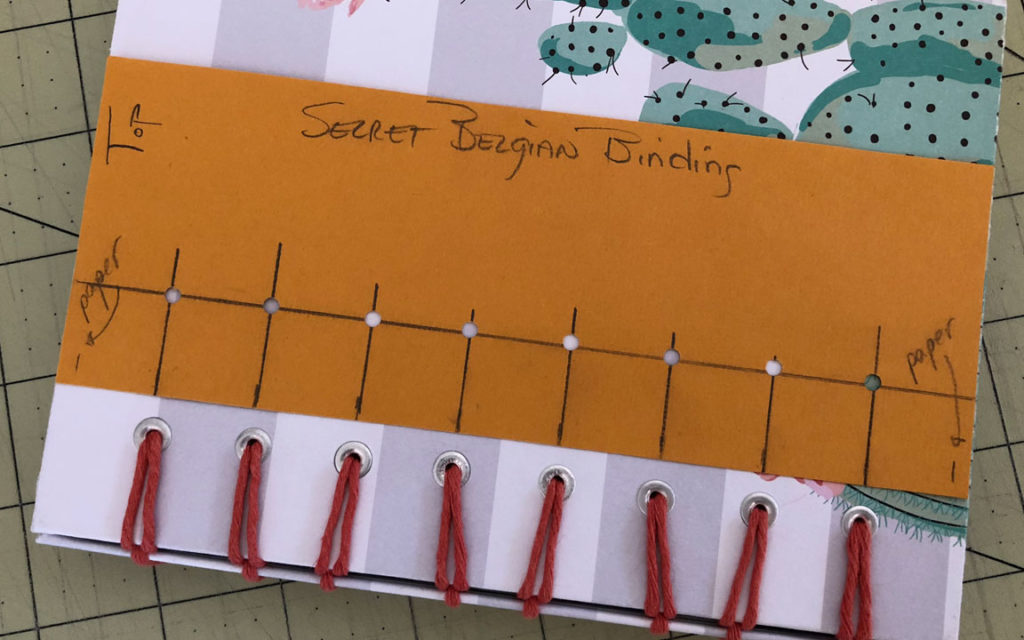 SECRET BELGIAN Binding
Top
paper
paper